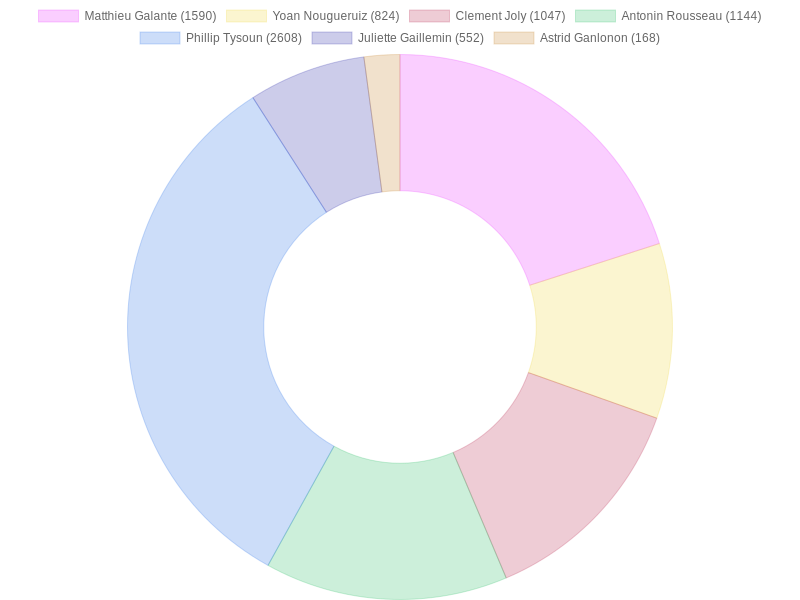 Matthieu Galante (1590) Yoan Nougueruiz (824) Clement Joly (1047) Antonin Rousseau (1144)
Phillip Tysoun (2608) Juliette Gaillemin (552) Astrid Ganlonon (168)